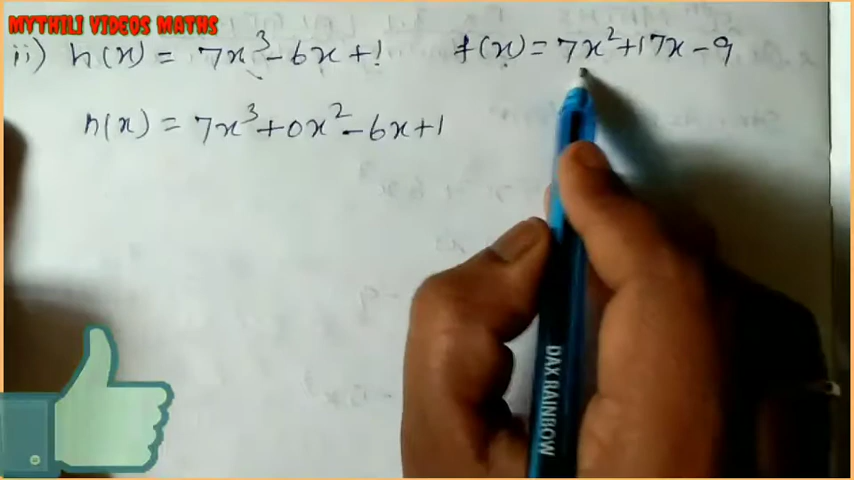 MYTHILI VIDEOS MATHS
ii) h(x) = 7x³ - 6x + 1 f(x) = 7x² + 17x - 9
h(x) = 7x³ + 0x² - 6x + 1
DAX RAINBOW